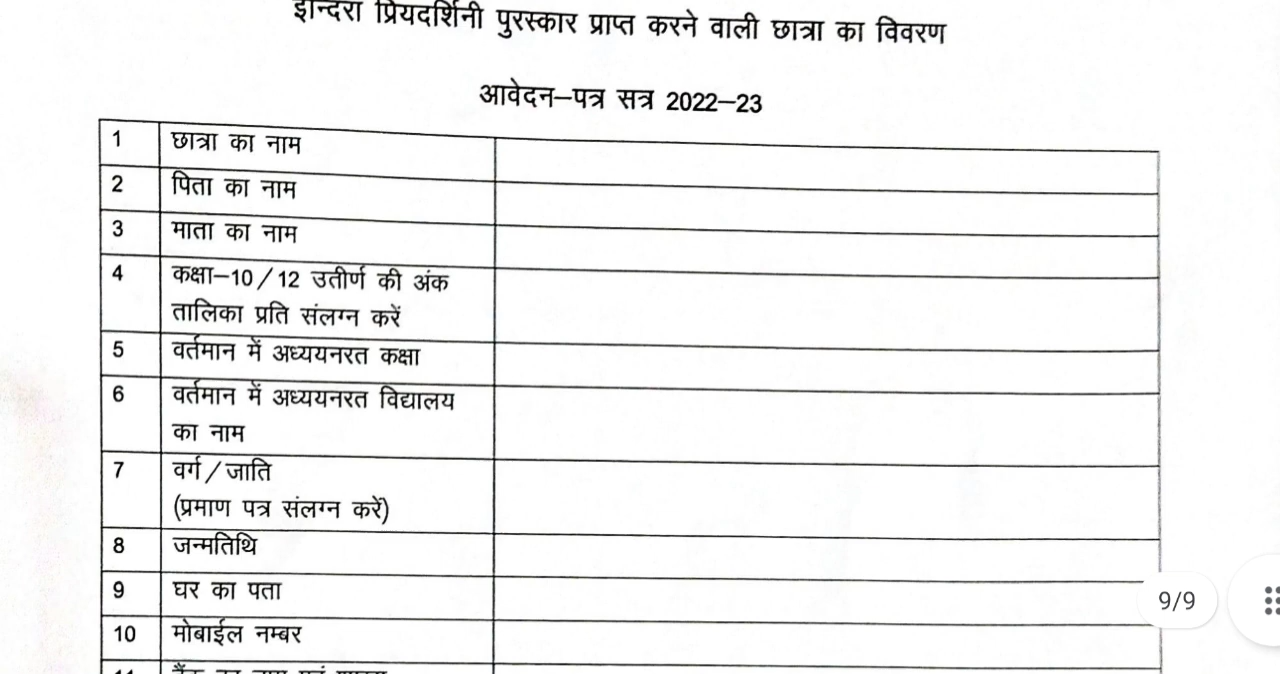 इन्दिरा प्रियदर्शिनी पुरस्कार प्राप्त करने वाली छात्रा का विवरण
आवेदन–पत्र सत्र 2022–23
1 छात्रा का नाम
2 पिता का नाम
3 माता का नाम
4 कक्षा–10 / 12 उतीर्ण की अंक
तालिका प्रति संलग्न करें
5 वर्तमान में अध्ययनरत कक्षा
6 वर्तमान में अध्ययनरत विद्यालय
का नाम
7 वर्ग / जाति
(प्रमाण पत्र संलग्न करें)
8 जन्मतिथि
9 घर का पता
9/9
10 मोबाईल नम्बर
11